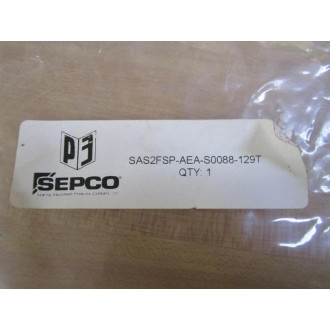 P3
SEPCO
SAS2FSP-AEA-S0088-129T
QTY: 1